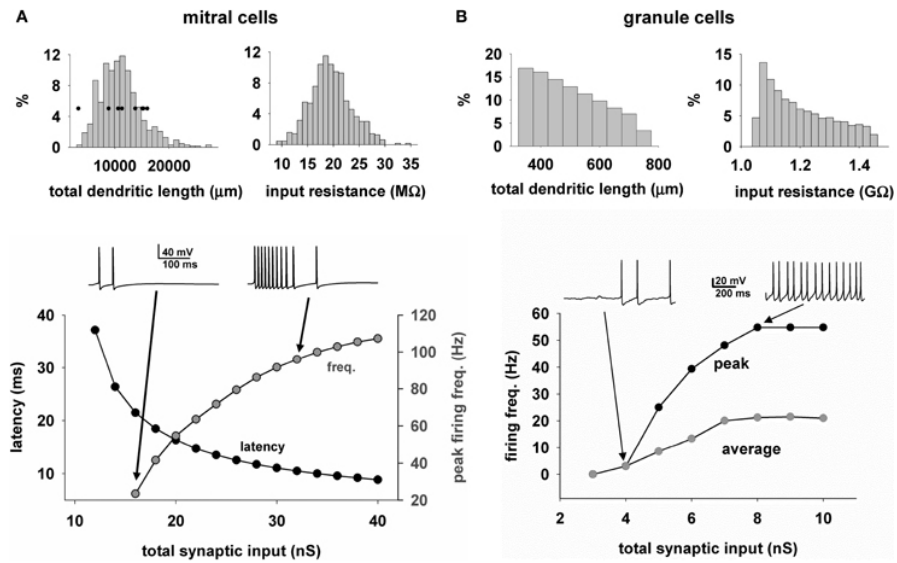 A
mitral cells
B
granule cells
12
8
4
0
%
10000
20000
total dendritic length (μm)
12
8
4
0
10
15
20
25
30
35
input resistance (MΩ)
20
15
10
5
0
%
400
600
800
total dendritic length (μm)
15
10
5
0
%
1.0
1.2
1.4
input resistance (GΩ)
40 mV
100 ms
40
30
20
10
latency (ms)
freq.
latency
120
100
80
60
40
20
peak firing freq. (Hz)
10
20
30
40
total synaptic input (nS)
20 mV
200 ms
60
50
40
30
20
10
0
firing freq. (Hz)
peak
average
2
4
6
8
10
total synaptic input (nS)